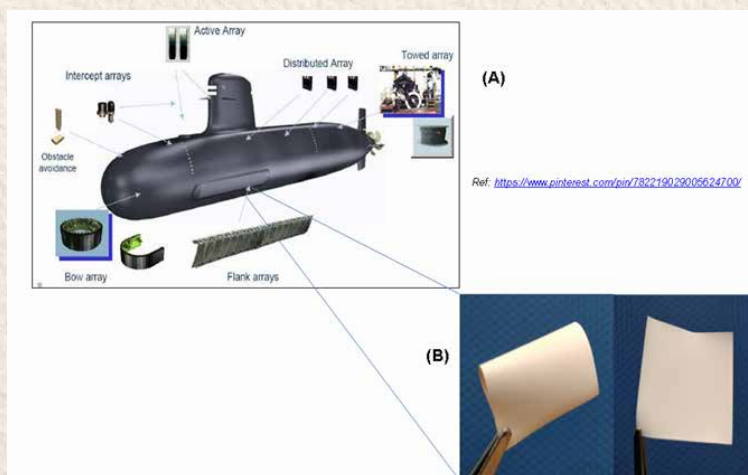 Active Array
Distributed Array
Towed array
Intercept arrays
(A)
Obstacle
avoidance
Ref: https://www.pinterest.com/pin/782219029005624700/
Bow array
Flank arrays
(B)